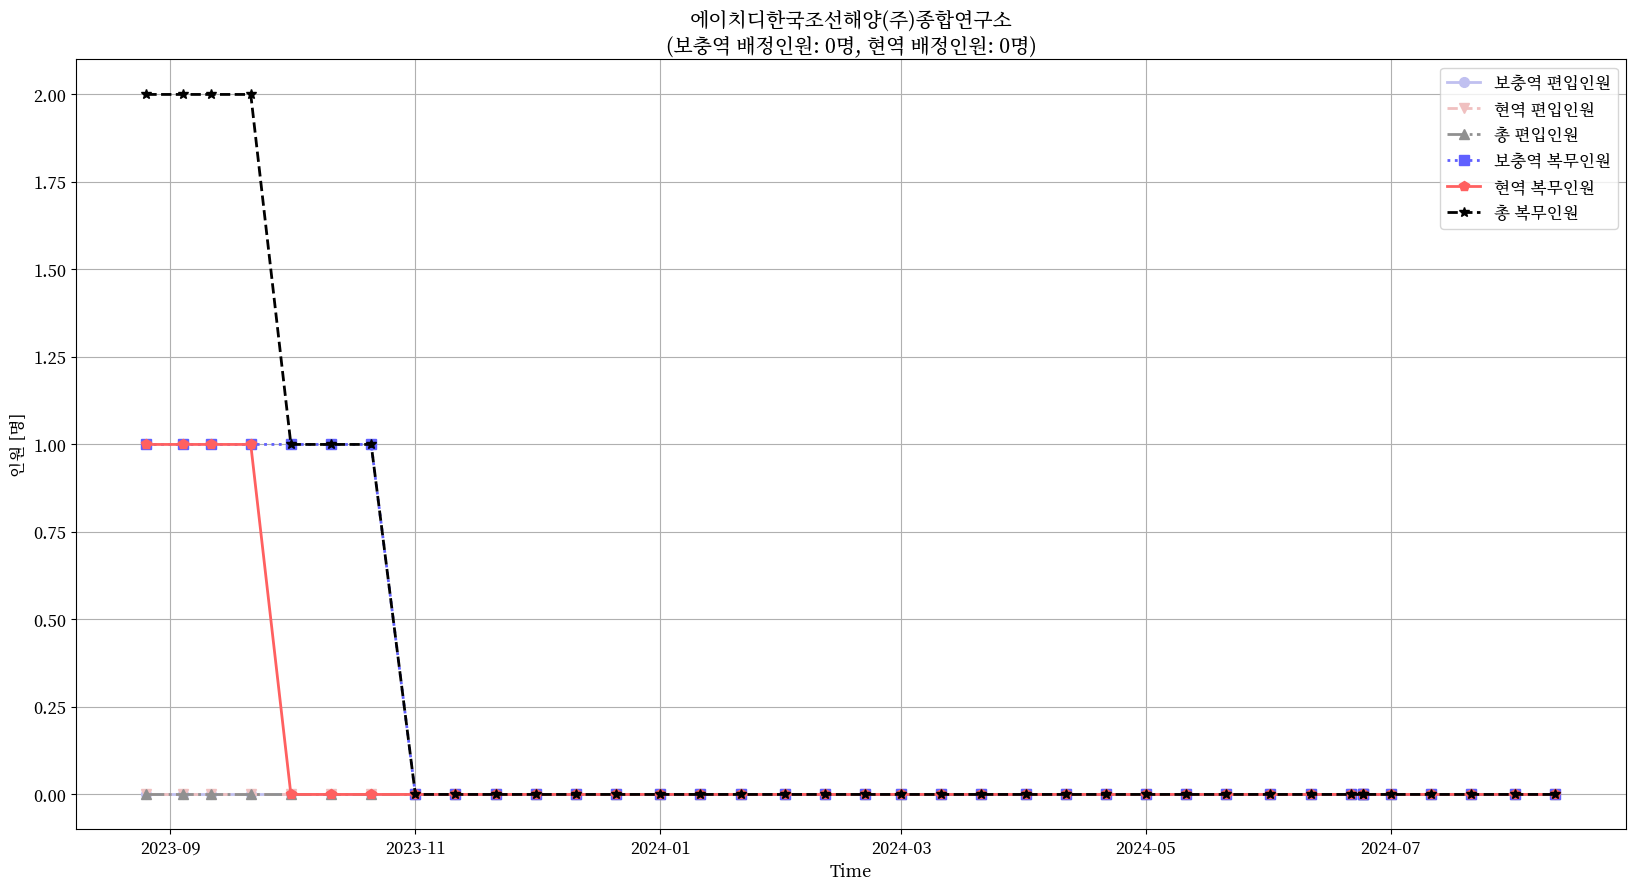 에이치디한국조선해양(주)종합연구소
(보충역 배정인원: 0명, 현역 배정인원: 0명)
보충역 편입인원
현역 편입인원
총 편입인원
보충역 복무인원
현역 복무인원
총 복무인원
인원 [명]
2.00
1.75
1.50
1.25
1.00
0.75
0.50
0.25
0.00
2023-09
2023-11
2024-01
2024-03
2024-05
2024-07
Time